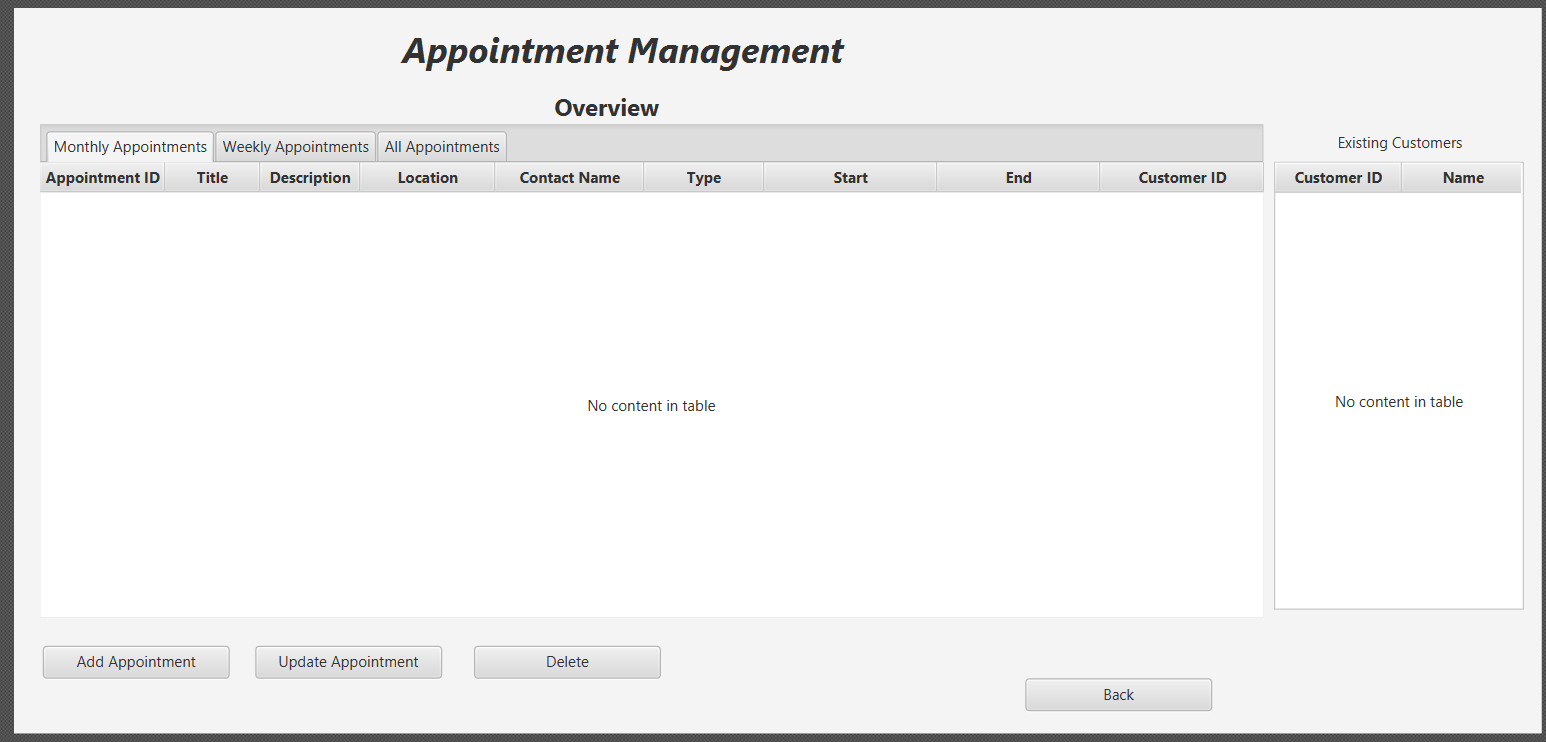 Appointment Management
Overview
Monthly Appointments Weekly Appointments All Appointments
Existing Customers
Appointment ID Title Description Location Contact Name Type Start End Customer ID
Customer ID Name
No content in table
No content in table
Add Appointment Update Appointment Delete
Back